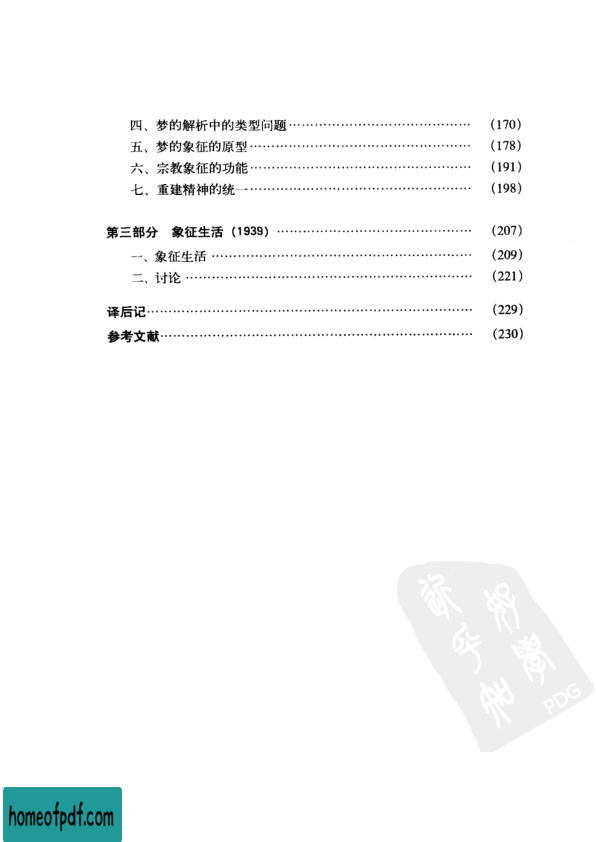 四、梦的解析中的类型问题……………………………………(170)
五、梦的象征的原型……………………………………………(178)
六、宗教象征的功能……………………………………………(191)
七、重建精神的统一……………………………………………(198)
第三部分 象征生活(1939)………………………………………(207)
一、象征生活……………………………………………………(209)
二、讨论…………………………………………………………(221)
译后记……………………………………………………………(229)
参考文献…………………………………………………………(230)
PDG
homeofpdf.com